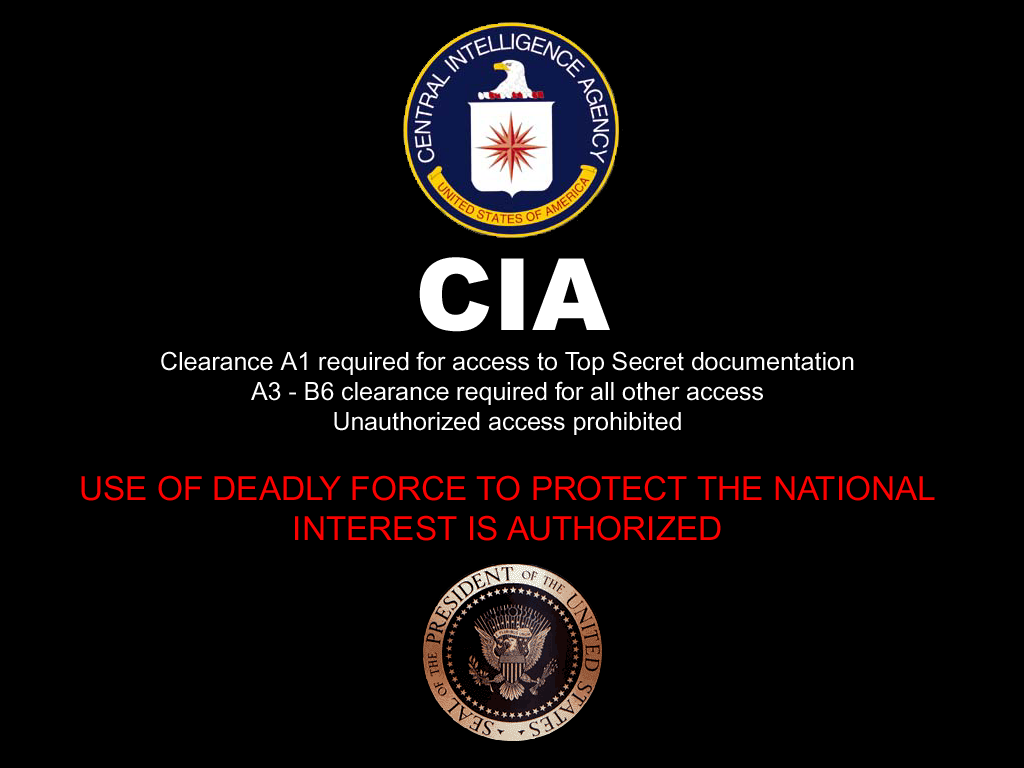 CENTRAL INTELLIGENCE AGENCY
UNITED STATES OF AMERICA
CIA
Clearance A1 required for access to Top Secret documentation
A3 - B6 clearance required for all other access
Unauthorized access prohibited
USE OF DEADLY FORCE TO PROTECT THE NATIONAL
INTEREST IS AUTHORIZED
SEAL OF THE PRESIDENT OF THE UNITED STATES